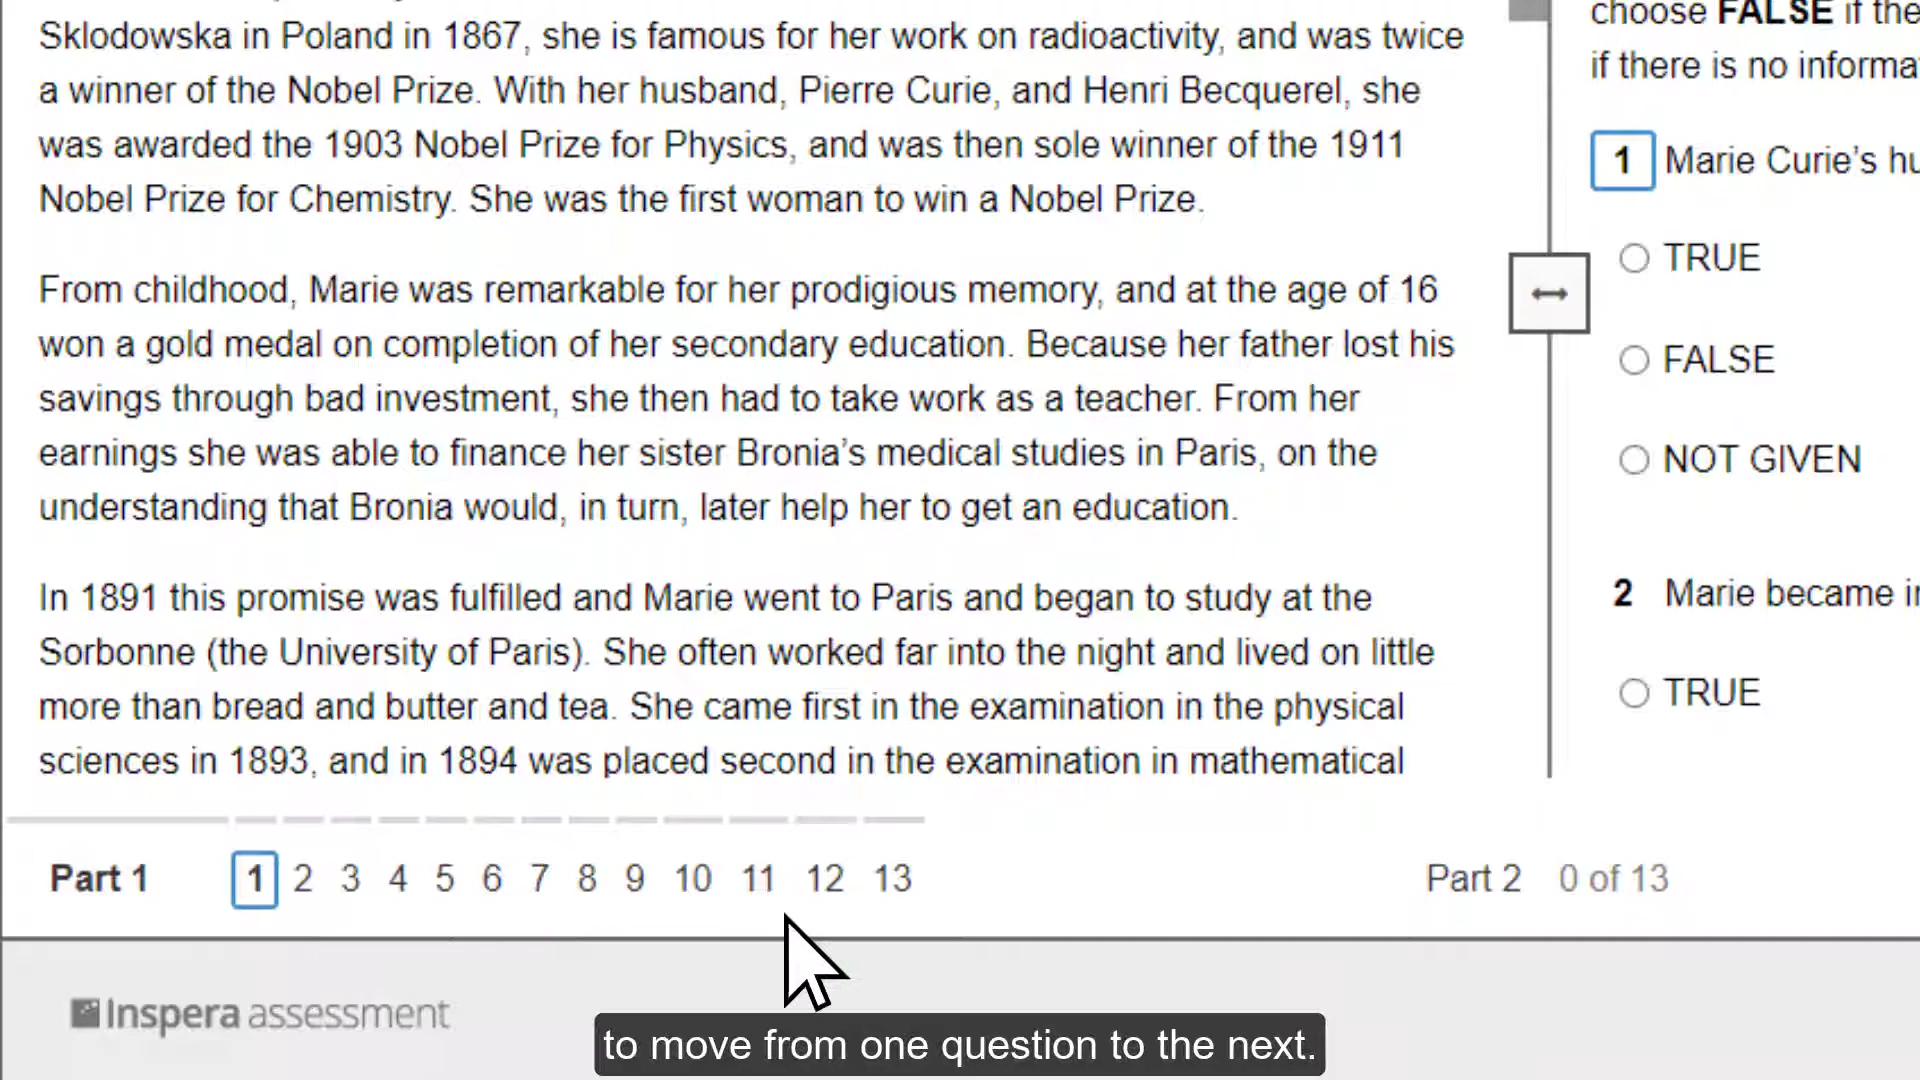 Sklodowska in Poland in 1867, she is famous for her work on radioactivity, and was twice
a winner of the Nobel Prize. With her husband, Pierre Curie, and Henri Becquerel, she
was awarded the 1903 Nobel Prize for Physics, and was then sole winner of the 1911
Nobel Prize for Chemistry. She was the first woman to win a Nobel Prize.
From childhood, Marie was remarkable for her prodigious memory, and at the age of 16
won a gold medal on completion of her secondary education. Because her father lost his
savings through bad investment, she then had to take work as a teacher. From her
earnings she was able to finance her sister Bronia’s medical studies in Paris, on the
understanding that Bronia would, in turn, later help her to get an education.
In 1891 this promise was fulfilled and Marie went to Paris and began to study at the
Sorbonne (the University of Paris). She often worked far into the night and lived on little
more than bread and butter and tea. She came first in the examination in the physical
sciences in 1893, and in 1894 was placed second in the examination in mathematical
choose FALSE if the
if there is no informa
1 Marie Curie’s hu
TRUE
FALSE
NOT GIVEN
2 Marie became in
TRUE
Part 1 1 2 3 4 5 6 7 8 9 10 11 12 13
Part 2 0 of 13
Inspera assessment
to move from one question to the next.